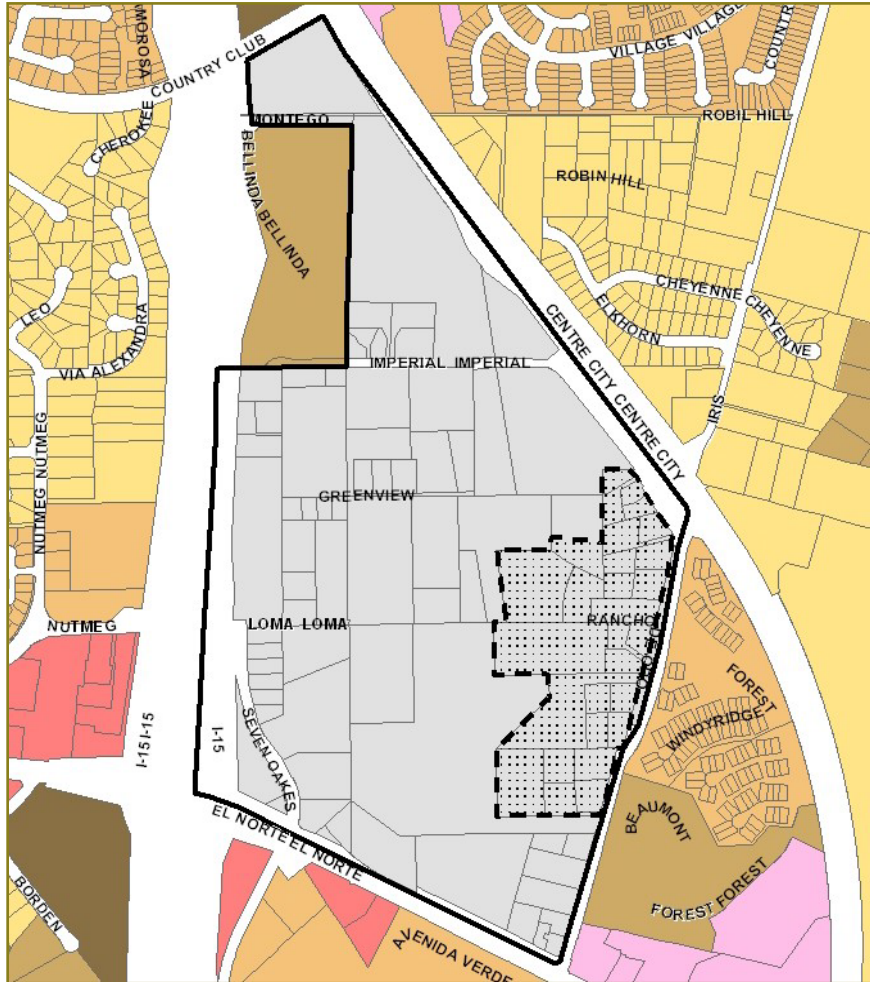 AMOROSA
COUNTRY CLUB
CHEROKEE
VILLAGE VILLAGE
COUNTR
ROBIL HILL
MONTEGO
BELLINDA BELLINDA
ROBIN HILL
CHEYENNE CHEYENNE
ELKHORN
LEO
VIA ALEXANDRA
IMPERIAL IMPERIAL
CENTRE CITY CENTRE CITY
IRIS
NUTMEG NUTMEG
GREENVIEW
NUTMEG
LOMA LOMA
RANCHO
FOREST
WINDYRIDGE
I-15 I-15
I-15
SEVEN OAKES
EL NORTE EL NORTE
BEAUMONT
FOREST FOREST
BORDEN
AVENIDA VERDE